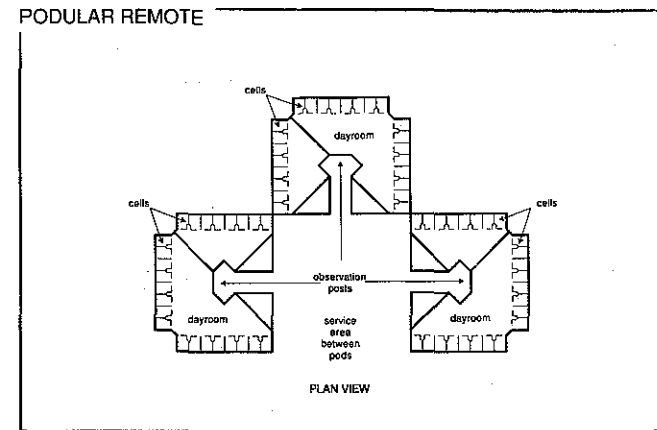 PODULAR REMOTE
cells
dayroom
cells
cells
observation
posts
dayroom
service
area
between
pods
dayroom
PLAN VIEW